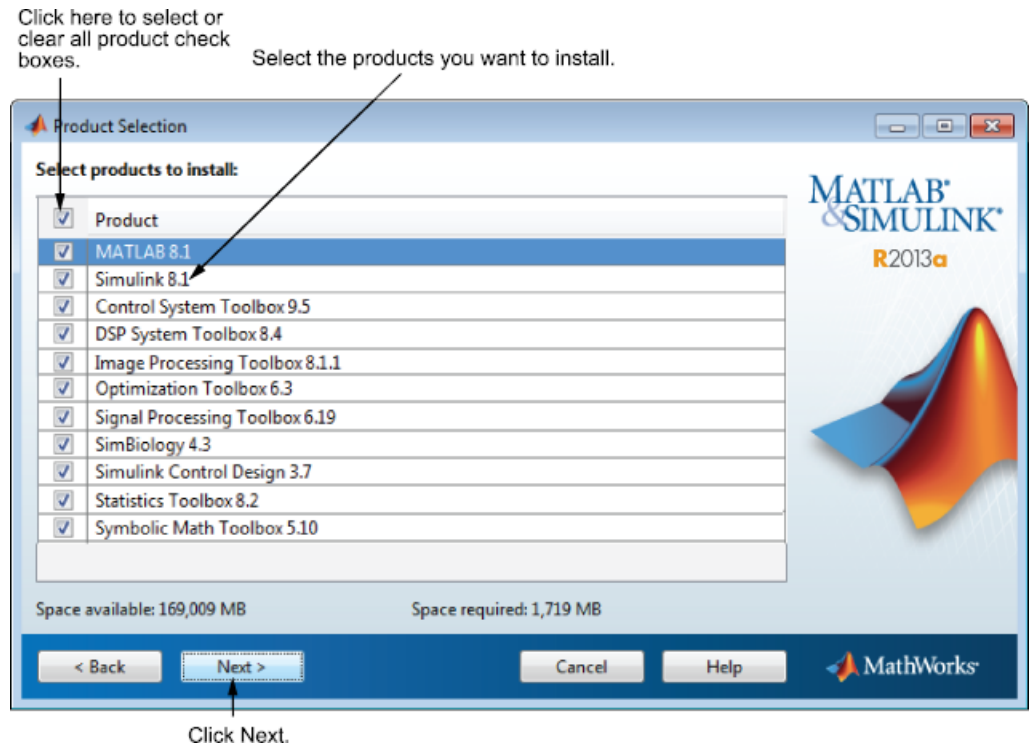 Click here to select or
clear all product check
boxes.
Select the products you want to install.
Product Selection
Select products to install:
Product
MATLAB 8.1
Simulink 8.1
Control System Toolbox 9.5
DSP System Toolbox 8.4
Image Processing Toolbox 8.1.1
Optimization Toolbox 6.3
Signal Processing Toolbox 6.19
SimBiology 4.3
Simulink Control Design 3.7
Statistics Toolbox 8.2
Symbolic Math Toolbox 5.10
MATLAB®
&SIMULINK®
R2013a
Space available: 169,009 MB
Space required: 1,719 MB
< Back
Next >
Cancel
Help
MathWorks®
Click Next.